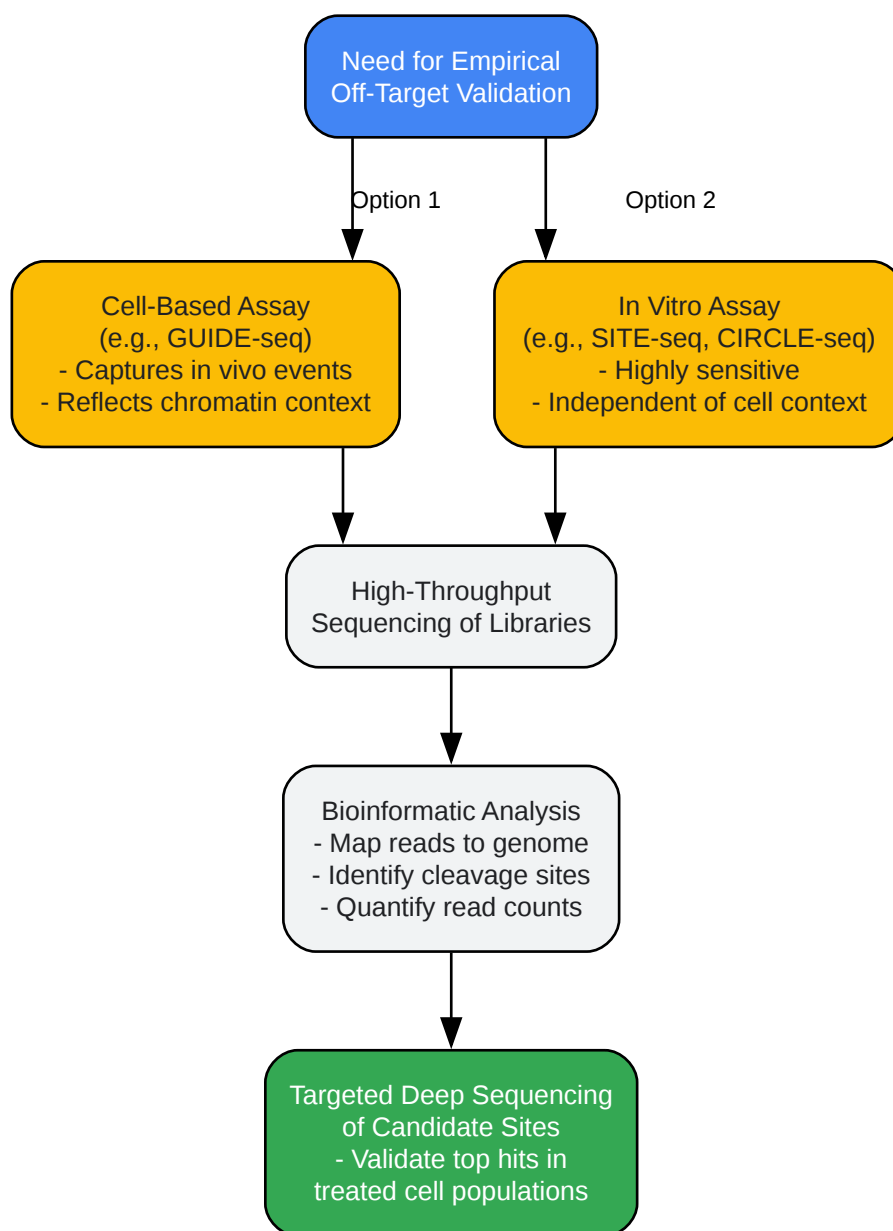 Need for Empirical
Off-Target Validation
Option 1
Option 2
Cell-Based Assay
(e.g., GUIDE-seq)
- Captures in vivo events
- Reflects chromatin context
In Vitro Assay
(e.g., SITE-seq, CIRCLE-seq)
- Highly sensitive
- Independent of cell context
High-Throughput
Sequencing of Libraries
Bioinformatic Analysis
- Map reads to genome
- Identify cleavage sites
- Quantify read counts
Targeted Deep Sequencing
of Candidate Sites
- Validate top hits in
treated cell populations